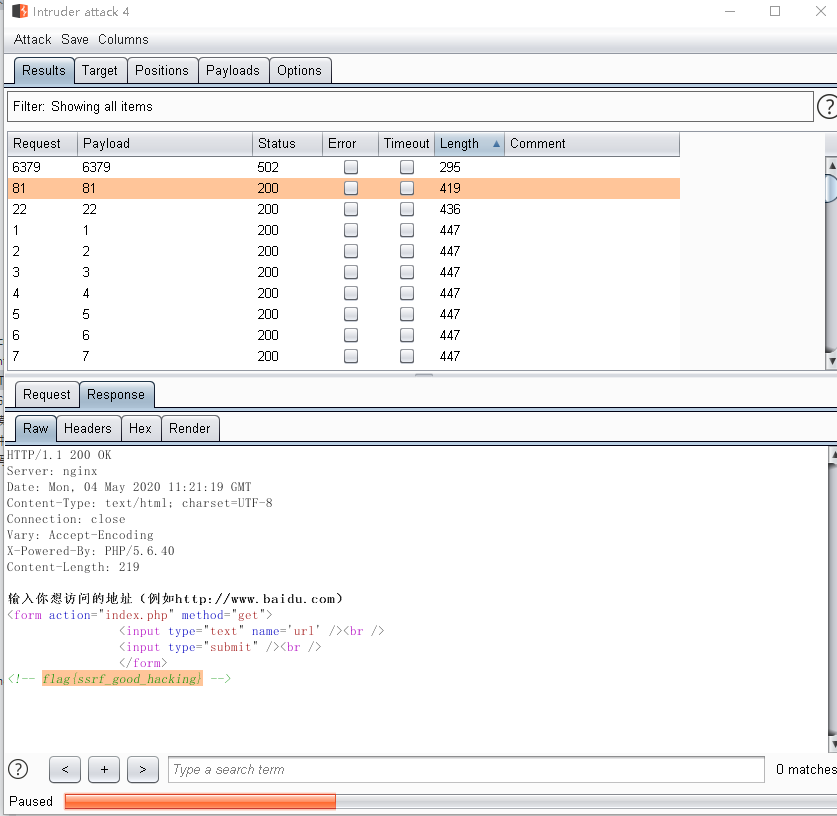 Intruder attack 4
Attack Save Columns
Results Target Positions Payloads Options
Filter: Showing all items
?
Request Payload Status Error Timeout Length Comment
6379 6379 502 295
81 81 200 419
22 22 200 436
1 1 200 447
2 2 200 447
3 3 200 447
4 4 200 447
5 5 200 447
6 6 200 447
7 7 200 447
Request Response
Raw Headers Hex Render
HTTP/1.1 200 OK
Server: nginx
Date: Mon, 04 May 2020 11:21:19 GMT
Content-Type: text/html; charset=UTF-8
Connection: close
Vary: Accept-Encoding
X-Powered-By: PHP/5.6.40
Content-Length: 219
输入你想访问的地址（例如http://www.baidu.com）
<form action="index.php" method="get">
<input type="text" name='url' /><br />
<input type="submit" /><br />
</form>
<!-- flag{ssrf_good_hacking} -->
? < + > Type a search term 0 matches
Paused